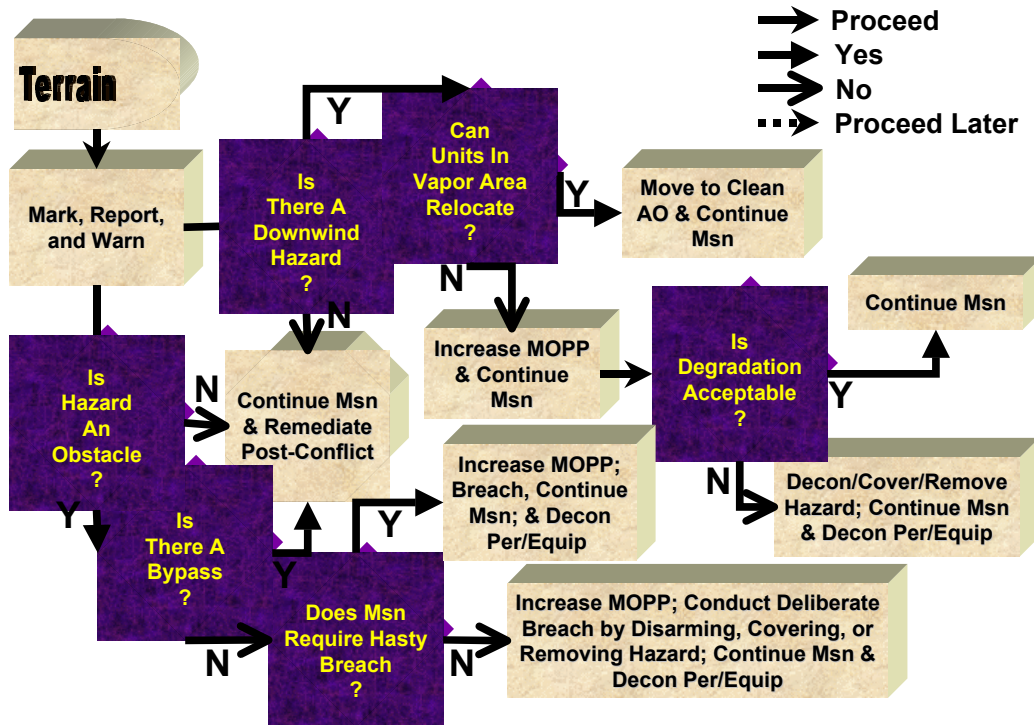 Proceed
Yes
No
Proceed Later
Terrain
Mark, Report,
and Warn
Is
There A
Downwind
Hazard
?
Y
Can
Units In
Vapor Area
Relocate
?
Y
Move to Clean
AO & Continue
Msn
N
N
Increase MOPP
& Continue
Msn
Is
Degradation
Acceptable
?
Y
Continue Msn
N
Decon/Cover/Remove
Hazard; Continue Msn
& Decon Per/Equip
Is
Hazard
An
Obstacle
?
N
Continue Msn
& Remediate
Post-Conflict
Y
Is
There A
Bypass
?
Y
N
Does Msn
Require Hasty
Breach
?
Y
Increase MOPP;
Breach, Continue
Msn; & Decon
Per/Equip
N
Increase MOPP; Conduct Deliberate
Breach by Disarming, Covering, or
Removing Hazard; Continue Msn &
Decon Per/Equip